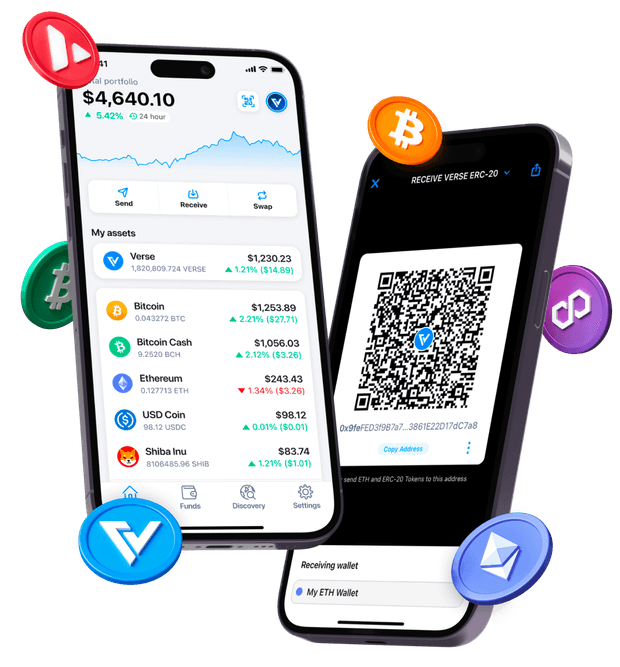 41
tal portfolio
$4,640.10
5.42% 24 hour
Send
Receive
Swap
My assets
Verse
$1,230.23
1,820,809.724 VERSE
1.21% ($14.89)
Bitcoin
$1,253.89
0.043272 BTC
2.21% ($27.71)
Bitcoin Cash
$1,056.03
9.2520 BCH
2.12% ($3.26)
Ethereum
$243.43
0.127713 ETH
1.34% ($3.26)
USD Coin
$98.12
98.12 USDC
0.01% ($0.01)
Shiba Inu
$83.74
8106485.96 SHIB
1.21% ($1.01)
Funds
Discovery
Settings
X
RECEIVE VERSE ERC-20
0x9feFED3f9B7a7...3861E22D17dC7a8
Copy Address
send ETH and ERC-20 Tokens to this address
Receiving wallet
My ETH Wallet